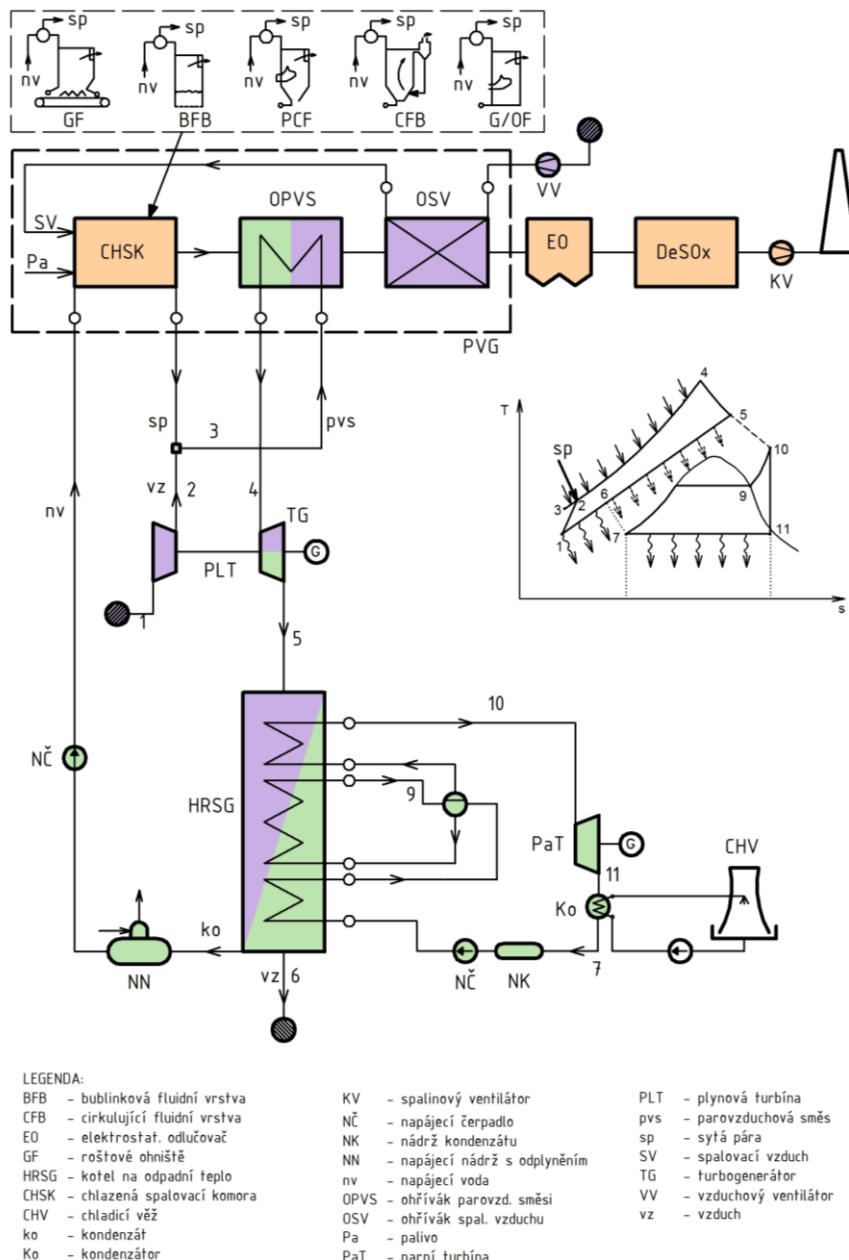 sp sp sp sp sp
nv nv nv nv nv
GF BFB PCF CFB G/OF
VV
OPVS OSV
SV
CHSK
EO
DeSOx
Pa
KV
PVG
sp
3
pvs
vz 2
4
nv
TG
G
PLT
1
5
T
4
5
sp
10
3 2
6
9
1
7
11
s
10
NČ
HRSG
9
PaT
G
CHV
11
Ko
ko
NN
NČ
NK
7
vz 6
LEGENDA:
BFB – bublinková fluidní vrstva
CFB – cirkulující fluidní vrstva
EO – elektrostat. odlučovač
GF – roštové ohniště
HRSG – kotel na odpadní teplo
CHSK – chlazená spalovací komora
CHV – chladicí věž
ko – kondenzát
Ko – kondenzátor
KV – spalinový ventilátor
NČ – napájecí čerpadlo
NK – nádrž kondenzátu
NN – napájecí nádrž s odplyněním
nv – napájecí voda
OPVS – ohřívák parovzd. směsi
OSV – ohřívák spal. vzduchu
Pa – palivo
PaT – parní turbína
PLT – plynová turbína
pvs – parovzduchová směs
sp – sytá pára
SV – spalovací vzduch
TG – turbogenerátor
VV – vzduchový ventilátor
vz – vzduch